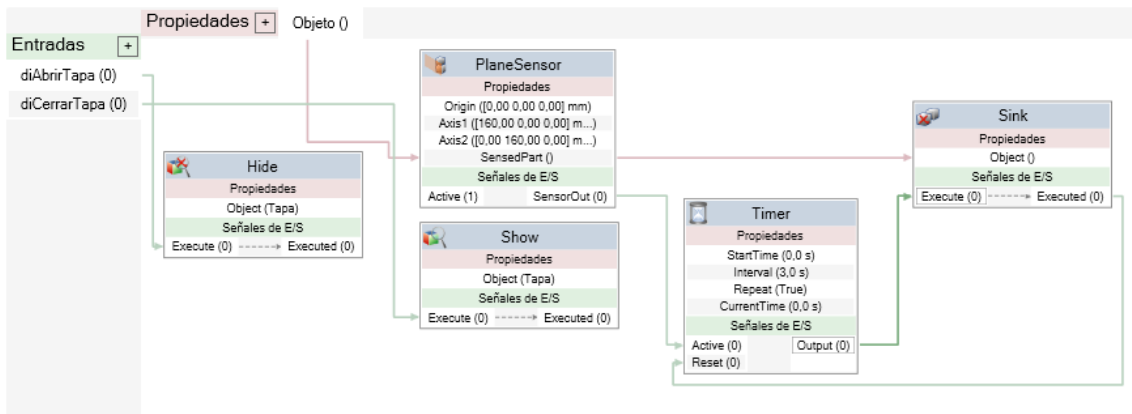 Propiedades +
Objeto ()
Entradas +
diAbrirTapa (0)
diCerrarTapa (0)
Hide
Propiedades
Object (Tapa)
Señales de E/S
Execute (0) Executed (0)
PlaneSensor
Propiedades
Origin ([0,00 0,00 0,00] mm)
Axis1 ([160,00 0,00 0,00] m...)
Axis2 ([0,00 160,00 0,00] m...)
SensedPart ()
Señales de E/S
Active (1) SensorOut (0)
Show
Propiedades
Object (Tapa)
Señales de E/S
Execute (0) Executed (0)
Timer
Propiedades
StartTime (0,0 s)
Interval (3,0 s)
Repeat (True)
CurrentTime (0,0 s)
Señales de E/S
Active (0) Output (0)
Reset (0)
Sink
Propiedades
Object ()
Señales de E/S
Execute (0) Executed (0)